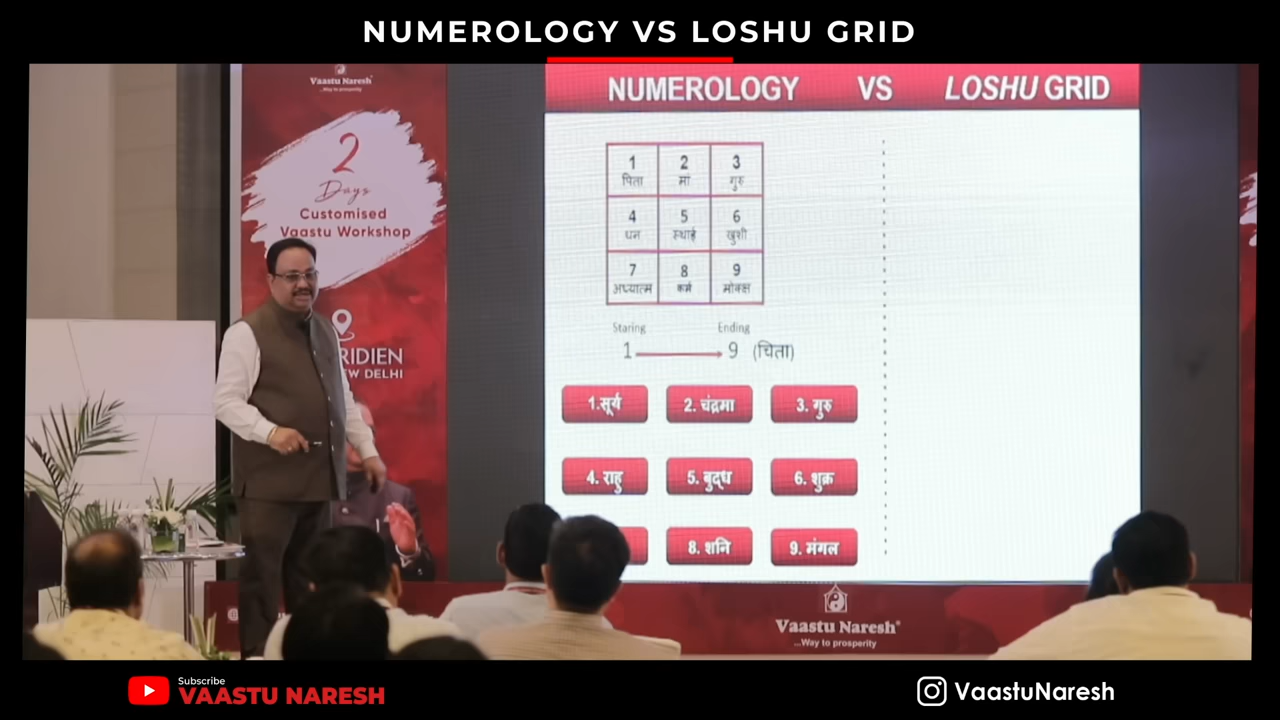 NUMEROLOGY VS LOSHU GRID
Vaastu Naresh
...Way to prosperity
2
Days
Customised
Vaastu Workshop
RIDIEN
EW DELHI
NUMEROLOGY VS LOSHU GRID
1 2 3
पिता मां गुरु
4 5 6
धन स्थाई खुशी
7 8 9
अध्यात्म कर्म मोक्क्ष
Staring Ending
1 9 (चिता)
1.सूर्य 2. चंद्रमा 3. गुरु
4. राहु 5. बुद्ध 6. शुक्र
8. शनि 9. मंगल
Vaastu Naresh®
...Way to prosperity
Subscribe
VAASTU NARESH
VaastuNaresh